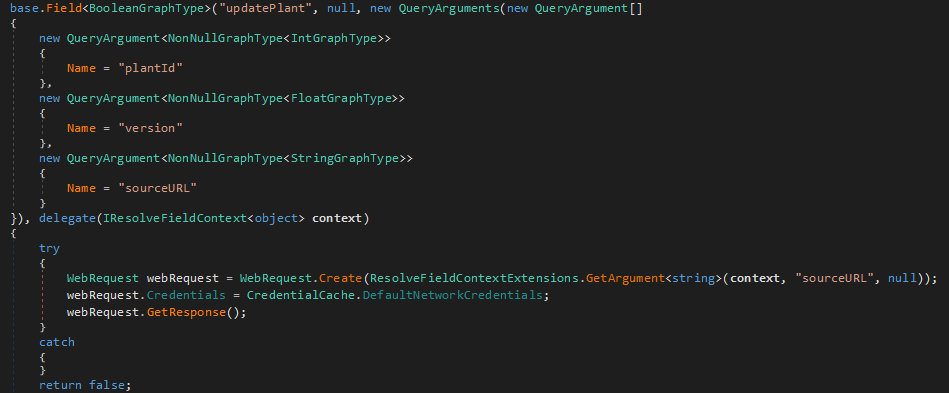 base.Field<BooleanGraphType>("updatePlant", null, new QueryArguments(new QueryArgument[]
{
new QueryArgument<NonNullGraphType<IntGraphType>>
{
Name = "plantId"
},
new QueryArgument<NonNullGraphType<FloatGraphType>>
{
Name = "version"
},
new QueryArgument<NonNullGraphType<StringGraphType>>
{
Name = "sourceURL"
}
}), delegate(IResolveFieldContext<object> context)
{
try
{
WebRequest webRequest = WebRequest.Create(ResolveFieldContextExtensions.GetArgument<string>(context, "sourceURL", null));
webRequest.Credentials = CredentialCache.DefaultNetworkCredentials;
webRequest.GetResponse();
}
catch
{
}
return false;